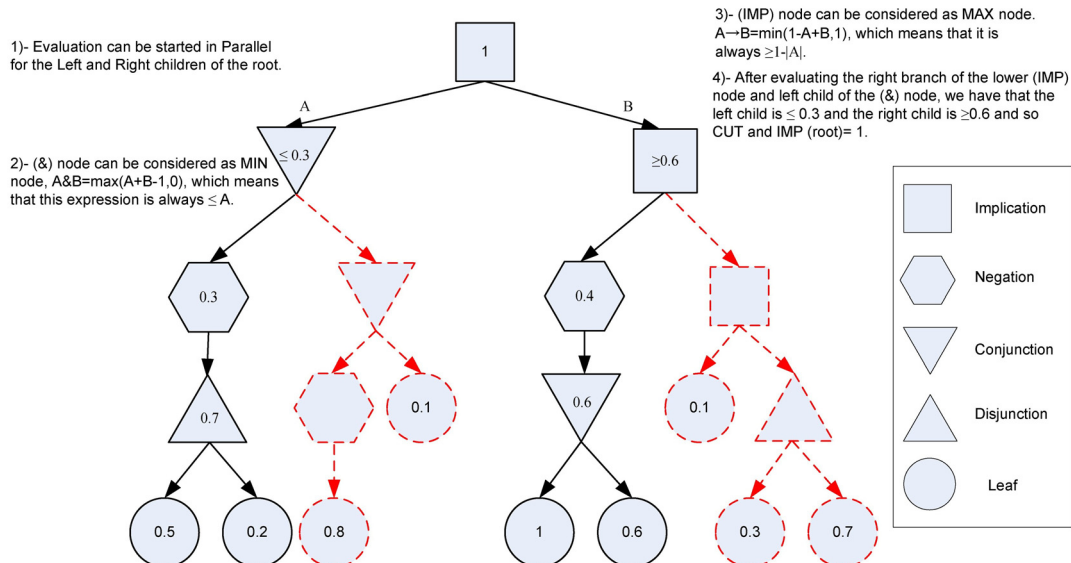 1)- Evaluation can be started in Parallel
for the Left and Right children of the root.
3)- (IMP) node can be considered as MAX node.
A→B=min(1-A+B,1), which means that it is
always ≥1-|A|.
4)- After evaluating the right branch of the lower (IMP)
node and left child of the (&) node, we have that the
left child is ≤ 0.3 and the right child is ≥0.6 and so
CUT and IMP (root)= 1.
2)- (&) node can be considered as MIN
node, A&B=max(A+B-1,0), which means
that this expression is always ≤ A.
1
A
B
≤ 0.3
≥0.6
0.3
0.4
0.7
0.1
0.6
0.1
0.5
0.2
0.8
1
0.6
0.3
0.7
Implication
Negation
Conjunction
Disjunction
Leaf